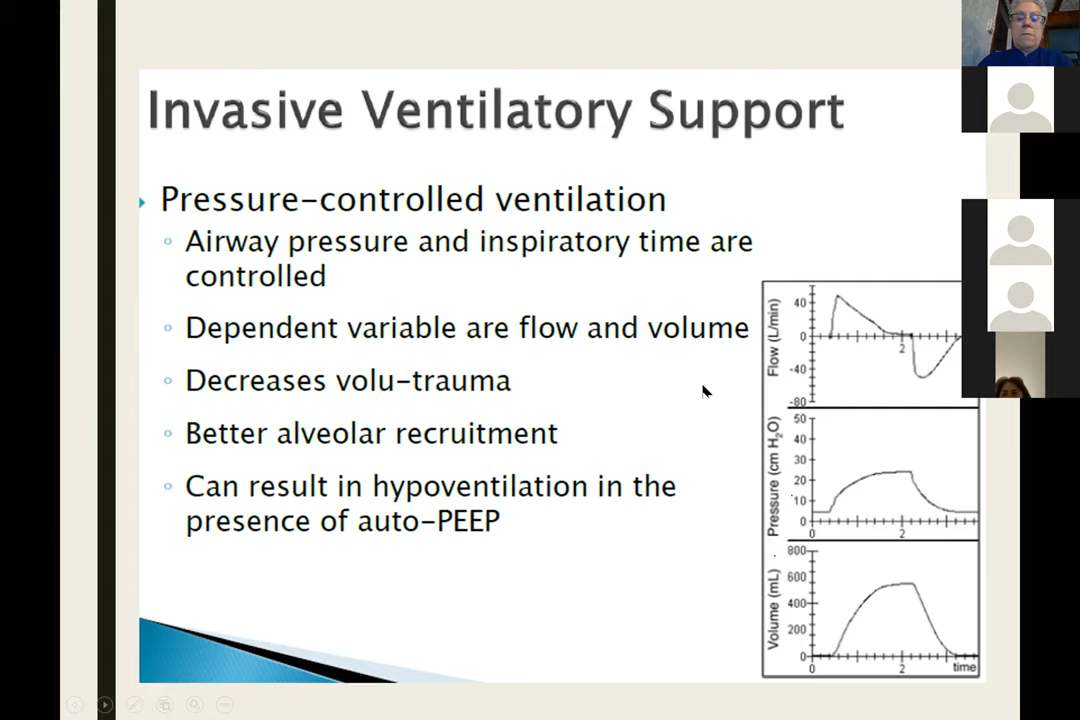 Invasive Ventilatory Support
Pressure-controlled ventilation
Airway pressure and inspiratory time are
controlled
Dependent variable are flow and volume
Decreases volu-trauma
Better alveolar recruitment
Can result in hypoventilation in the
presence of auto-PEEP
Flow (L/min)
40
0
2
-40
-80
Pressure (cm H₂O)
50
40
30
20
10
0
0
2
Volume (mL)
800
600
400
200
0
0
2
time